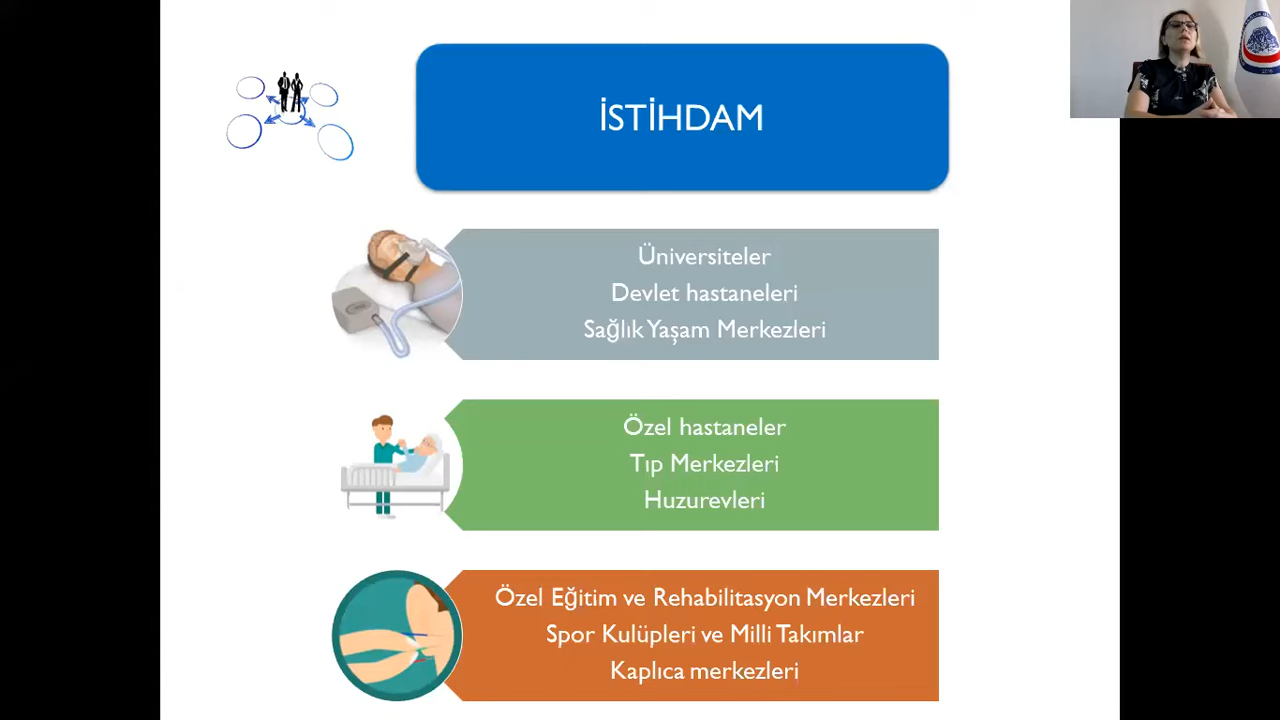 İSTİHDAM
Üniversiteler
Devlet hastaneleri
Sağlık Yaşam Merkezleri
Özel hastaneler
Tıp Merkezleri
Huzurevleri
Özel Eğitim ve Rehabilitasyon Merkezleri
Spor Kulüpleri ve Milli Takımlar
Kaplıca merkezleri